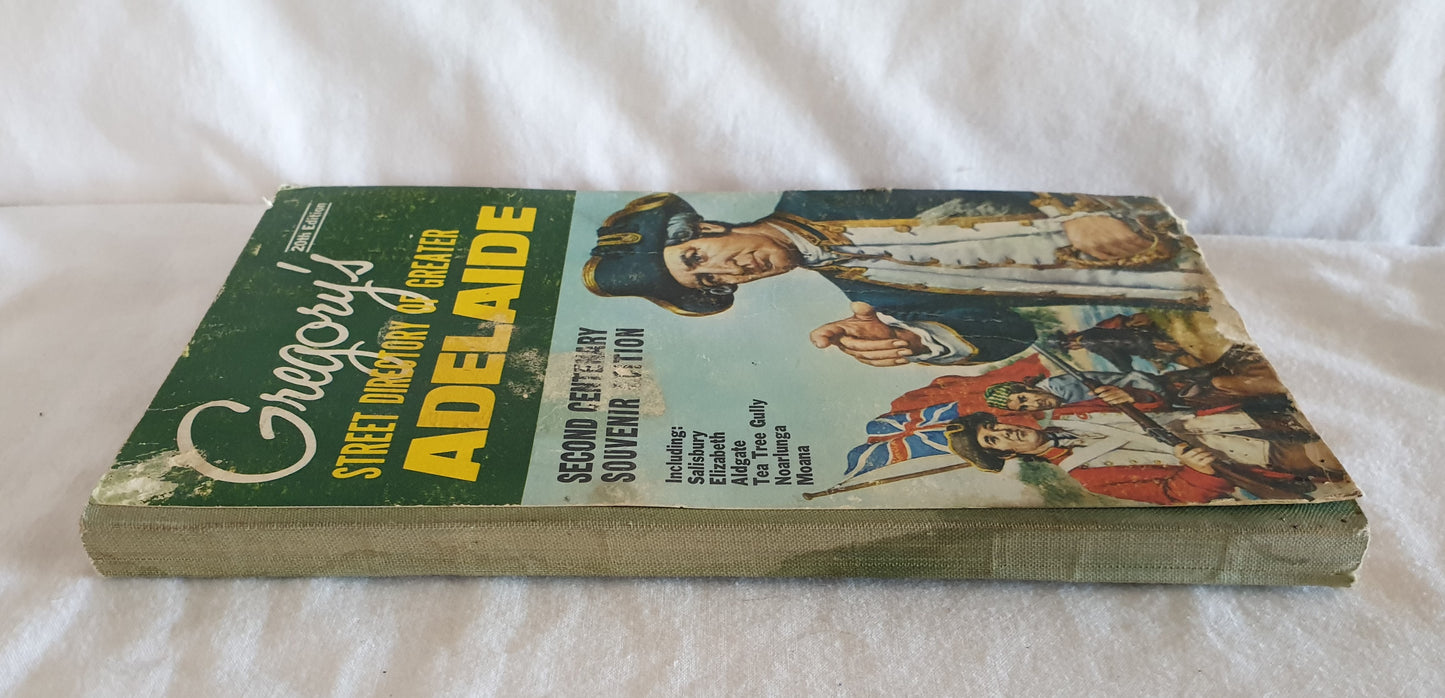 20th Edition
Gregory's
STREET DIRECTORY OF GREATER
ADELAIDE
SECOND CENTENARY
SOUVENIR EDITION
Including:
Salisbury
Elizabeth
Aldgate
Tea Tree Gully
Noarlunga
Moana